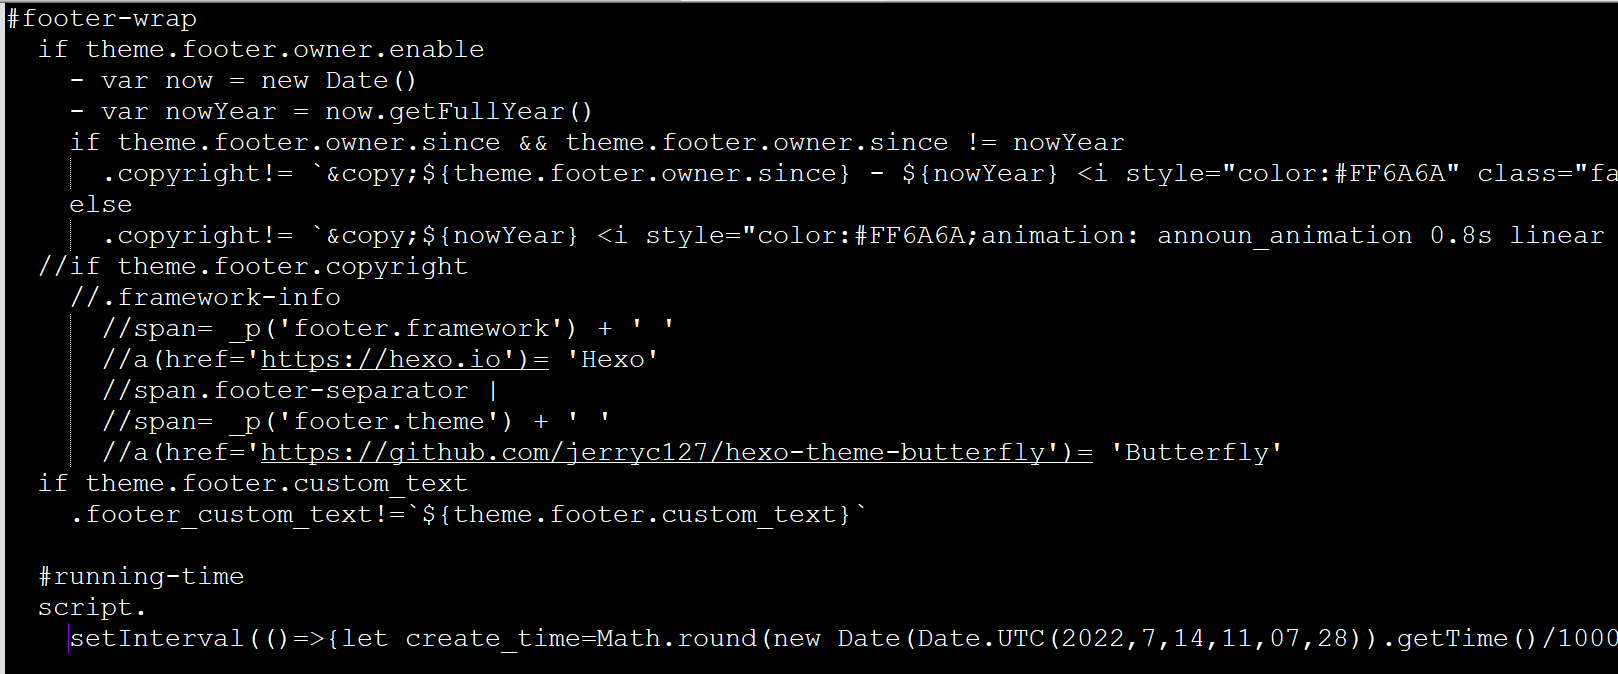 #footer-wrap
  if theme.footer.owner.enable
    - var now = new Date()
    - var nowYear = now.getFullYear()
    if theme.footer.owner.since && theme.footer.owner.since != nowYear
      .copyright!= `&copy;${theme.footer.owner.since} - ${nowYear} <i style="color:#FF6A6A" class="fa
    else
      .copyright!= `&copy;${nowYear} <i style="color:#FF6A6A;animation: announ_animation 0.8s linear
  //if theme.footer.copyright
    //.framework-info
      //span= _p('footer.framework') + ' '
      //a(href='https://hexo.io')= 'Hexo'
      //span.footer-separator |
      //span= _p('footer.theme') + ' '
      //a(href='https://github.com/jerryc127/hexo-theme-butterfly')= 'Butterfly'
  if theme.footer.custom_text
    .footer_custom_text!=`${theme.footer.custom_text}`

  #running-time
  script.
    setInterval(()=>{let create_time=Math.round(new Date(Date.UTC(2022,7,14,11,07,28)).getTime()/1000